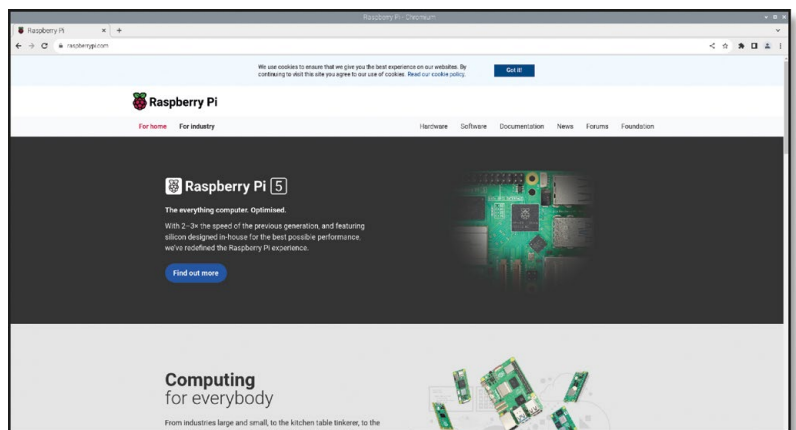 Raspberry Pi - Chromium
Raspberry Pi
raspberrypi.com
We use cookies to ensure that we give you the best experience on our websites. By
continuing to visit this site you agree to our use of cookies. Read our cookie policy.
Got it!
Raspberry Pi
For home For industry Hardware Software Documentation News Forums Foundation
Raspberry Pi 5
The everything computer. Optimised.
With 2–3× the speed of the previous generation, and featuring
silicon designed in-house for the best possible performance,
we've redefined the Raspberry Pi experience.
Find out more
Computing
for everybody
From industries large and small, to the kitchen table tinkerer, to the